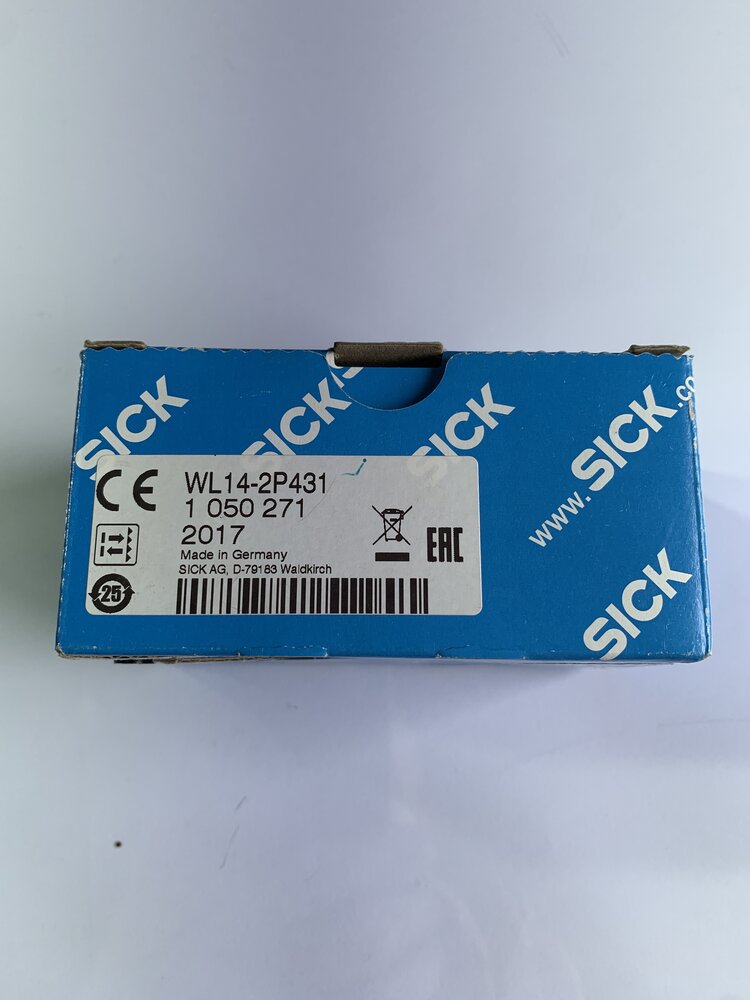 SICK
SICK
SICK
www.SICK.co
SICK
CE
WL14-2P431
1 050 271
2017
Made in Germany
SICK AG, D-79183 Waldkirch
25
EAC